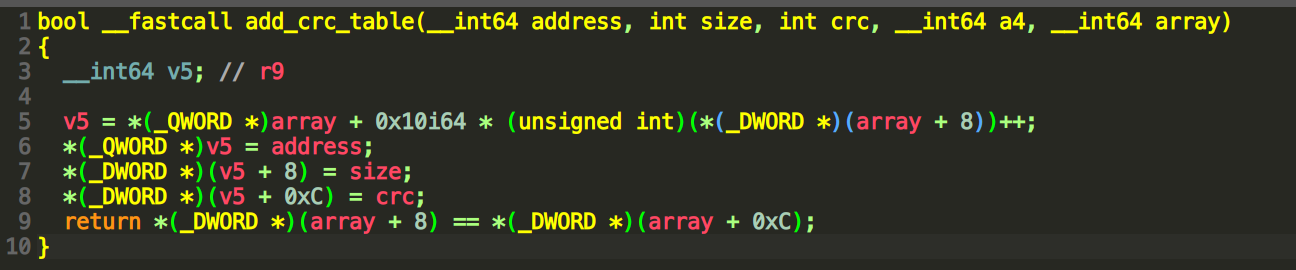 1 bool __fastcall add_crc_table(__int64 address, int size, int crc, __int64 a4, __int64 array)
2 {
3   __int64 v5; // r9
4
5   v5 = *(_QWORD *)array + 0x10i64 * (unsigned int)(*(_DWORD *)(array + 8))++;
6   *(_QWORD *)v5 = address;
7   *(_DWORD *)(v5 + 8) = size;
8   *(_DWORD *)(v5 + 0xC) = crc;
9   return *(_DWORD *)(array + 8) == *(_DWORD *)(array + 0xC);
10 }